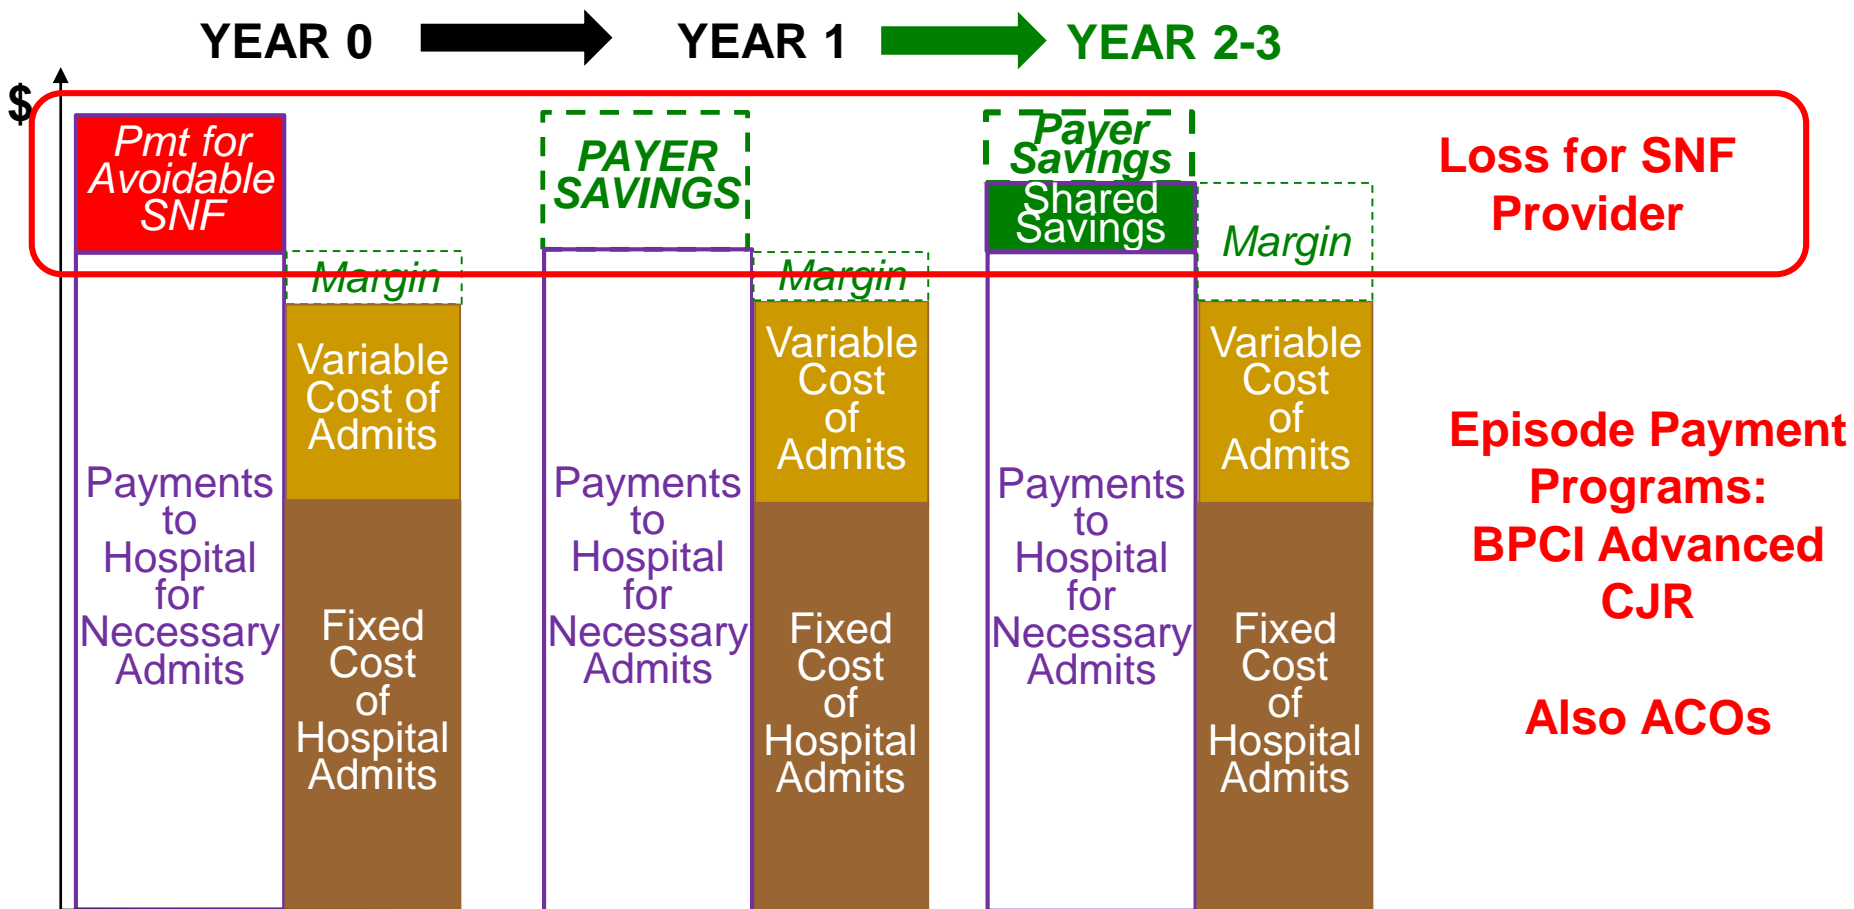 YEAR 0
YEAR 1
YEAR 2-3
$
Pmt for
Avoidable
SNF
Payments
to
Hospital
for
Necessary
Admits
Margin
Variable
Cost of
Admits
Fixed
Cost
of
Hospital
Admits
PAYER
SAVINGS
Payments
to
Hospital
for
Necessary
Admits
Margin
Variable
Cost
of
Admits
Fixed
Cost
of
Hospital
Admits
Payer
Savings
Shared
Savings
Payments
to
Hospital
for
Necessary
Admits
Margin
Variable
Cost
of
Admits
Fixed
Cost
of
Hospital
Admits
Loss for SNF
Provider
Episode Payment
Programs:
BPCI Advanced
CJR
Also ACOs